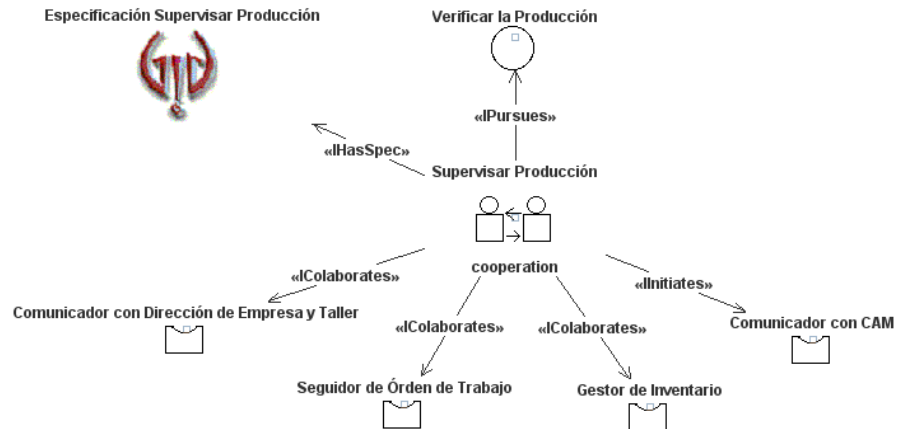 Especificación Supervisar Producción
Verificar la Producción
«IPursues»
«IHasSpec»
Supervisar Producción
cooperation
«IColaborates»
«IInitiates»
Comunicador con Dirección de Empresa y Taller
«IColaborates»
«IColaborates»
Comunicador con CAM
Seguidor de Órden de Trabajo
Gestor de Inventario